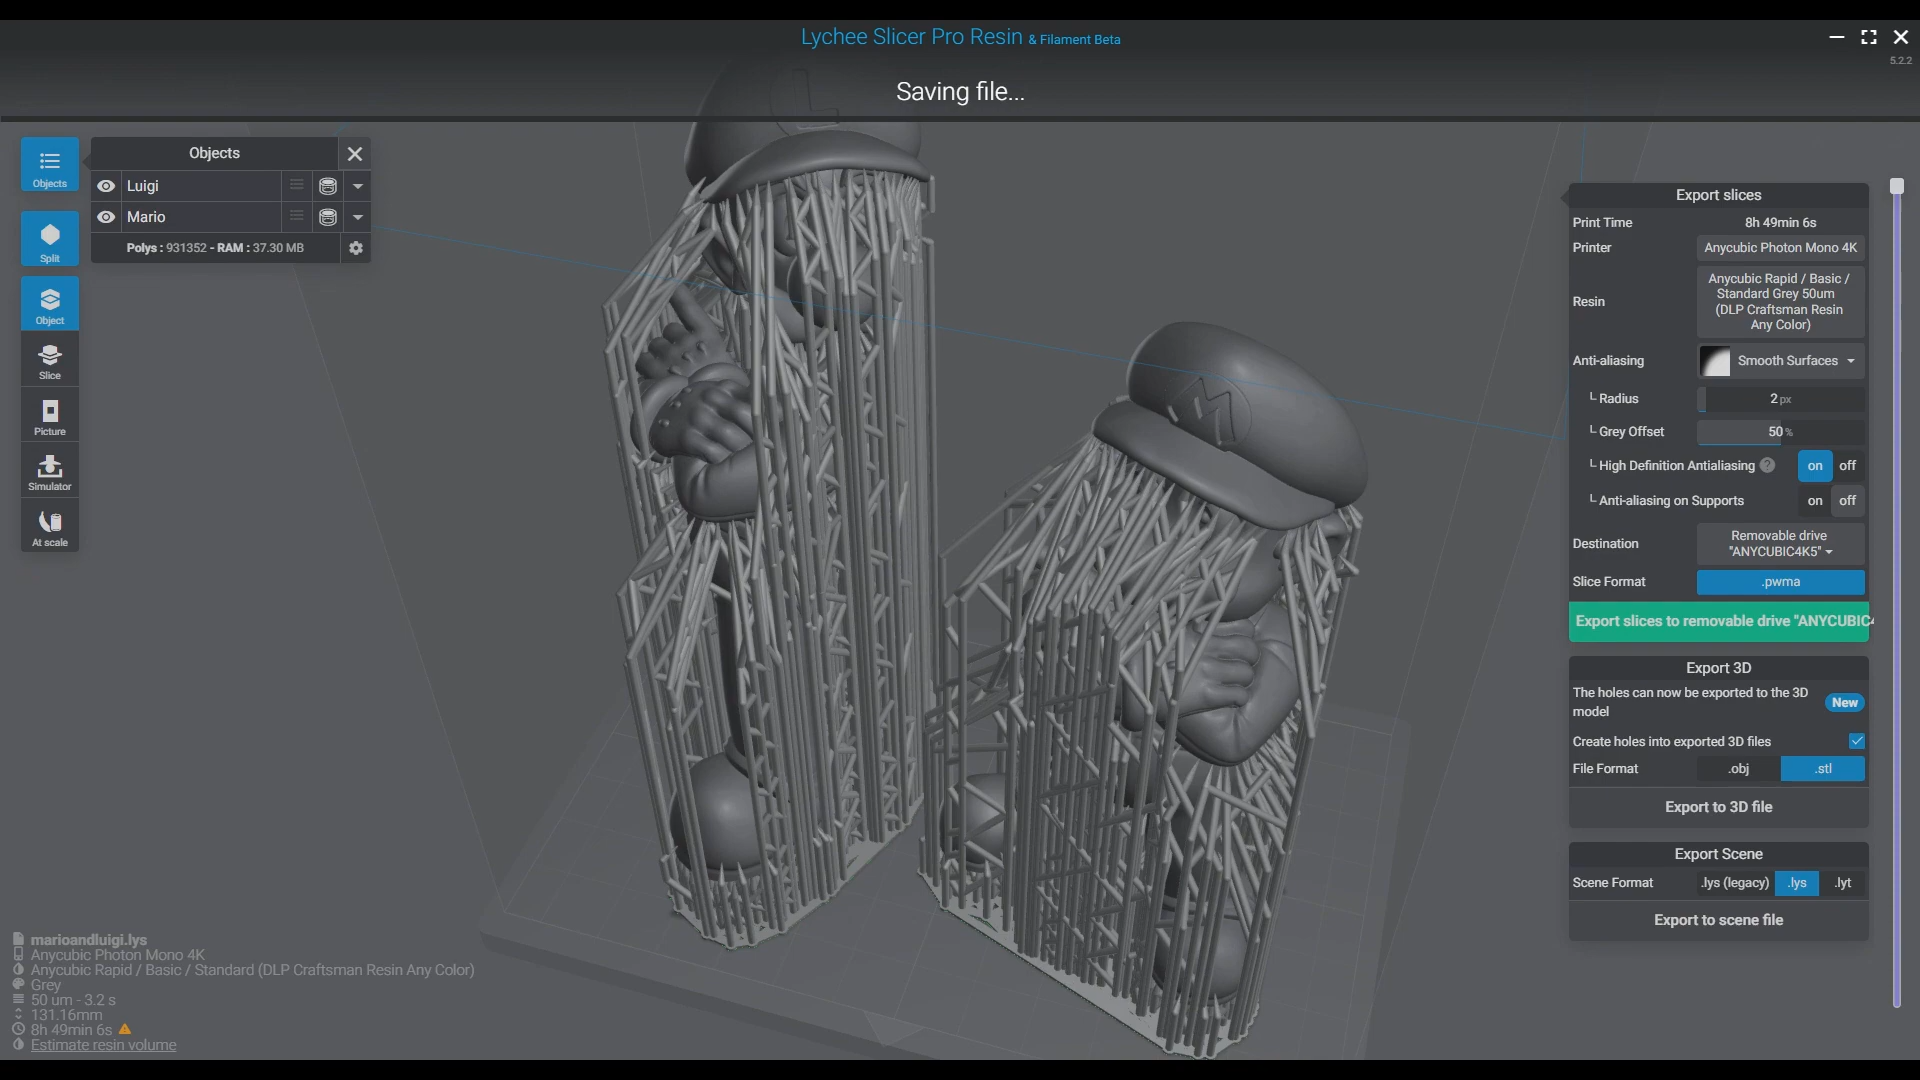 Lychee Slicer Pro Resin & Filament Beta
5.2.2
Saving file...
Objects
Objects
Luigi
Mario
Polys : 931352 - RAM : 37.30 MB
Split
Object
Slice
Picture
Simulator
At scale
L
M
Export slices
Print Time 8h 49min 6s
Printer Anycubic Photon Mono 4K
Resin
Anycubic Rapid / Basic /
Standard Grey 50um
(DLP Craftsman Resin
Any Color)
Anti-aliasing Smooth Surfaces
Radius 2 px
Grey Offset 50 %
High Definition Antialiasing ? on off
Anti-aliasing on Supports on off
Destination
Removable drive
"ANYCUBIC4K5"
Slice Format .pwma
Export slices to removable drive "ANYCUBIC4
Export 3D
The holes can now be exported to the 3D
model
New
Create holes into exported 3D files
File Format .obj .stl
Export to 3D file
Export Scene
Scene Format .lys (legacy) .lys .lyt
Export to scene file
marioandluigi.lys
Anycubic Photon Mono 4K
Anycubic Rapid / Basic / Standard (DLP Craftsman Resin Any Color)
Grey
50 um - 3.2 s
131.16mm
8h 49min 6s
Estimate resin volume